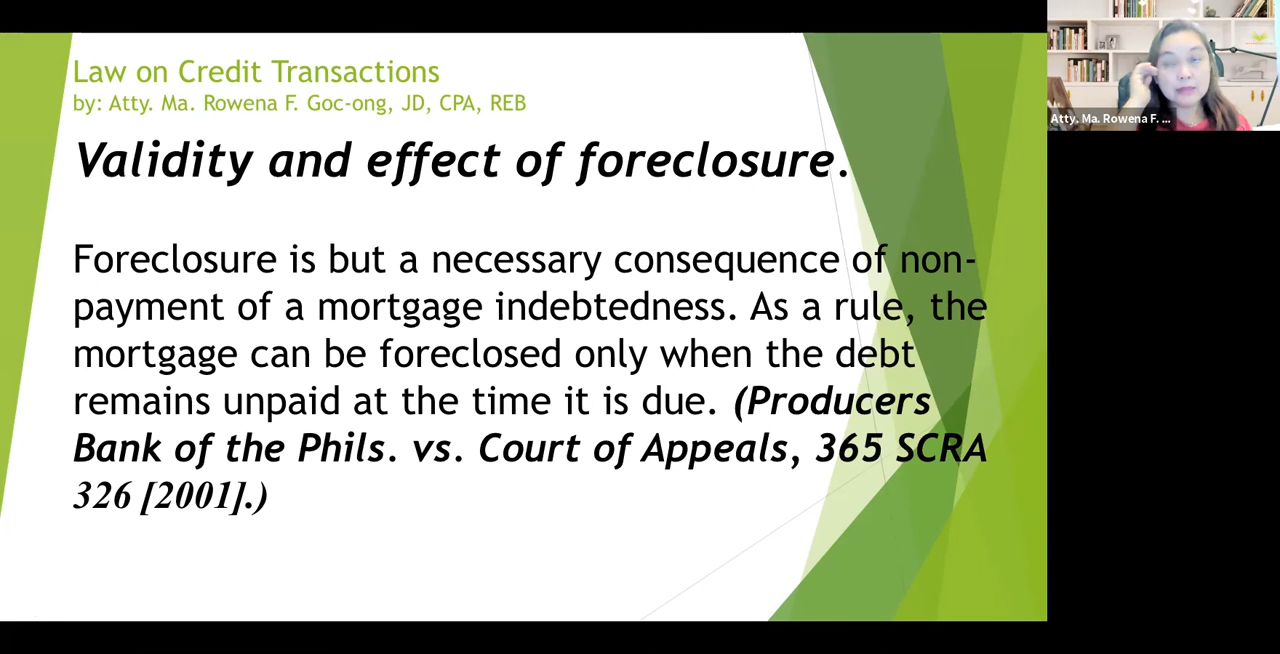 Law on Credit Transactions
by: Atty. Ma. Rowena F. Goc-ong, JD, CPA, REB
Validity and effect of foreclosure.
Foreclosure is but a necessary consequence of non-
payment of a mortgage indebtedness. As a rule, the
mortgage can be foreclosed only when the debt
remains unpaid at the time it is due. (Producers
Bank of the Phils. vs. Court of Appeals, 365 SCRA
326 [2001].)
Atty. Ma. Rowena F. ...